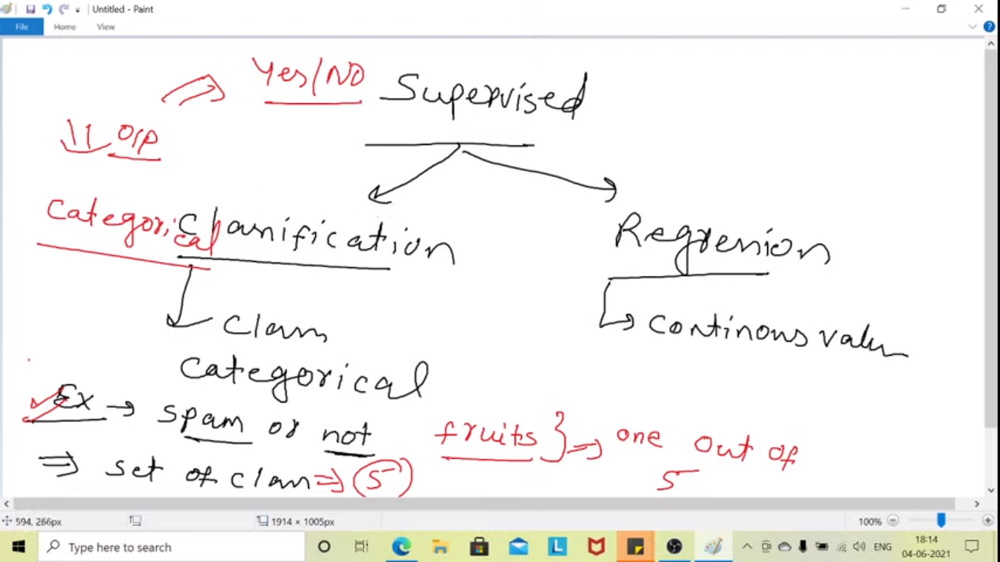 Untitled - Paint
File Home View
Yes/NO
Supervised
O/P
Categorical
Classification
Regression
Class
Categorical
Continous value
Ex → spam or not
fruits } ⇒ one out of
5
⇒ set of class ⇒ (5)
594, 266px
1914 × 1005px
100%
Type here to search
ENG
18:14
04-06-2021